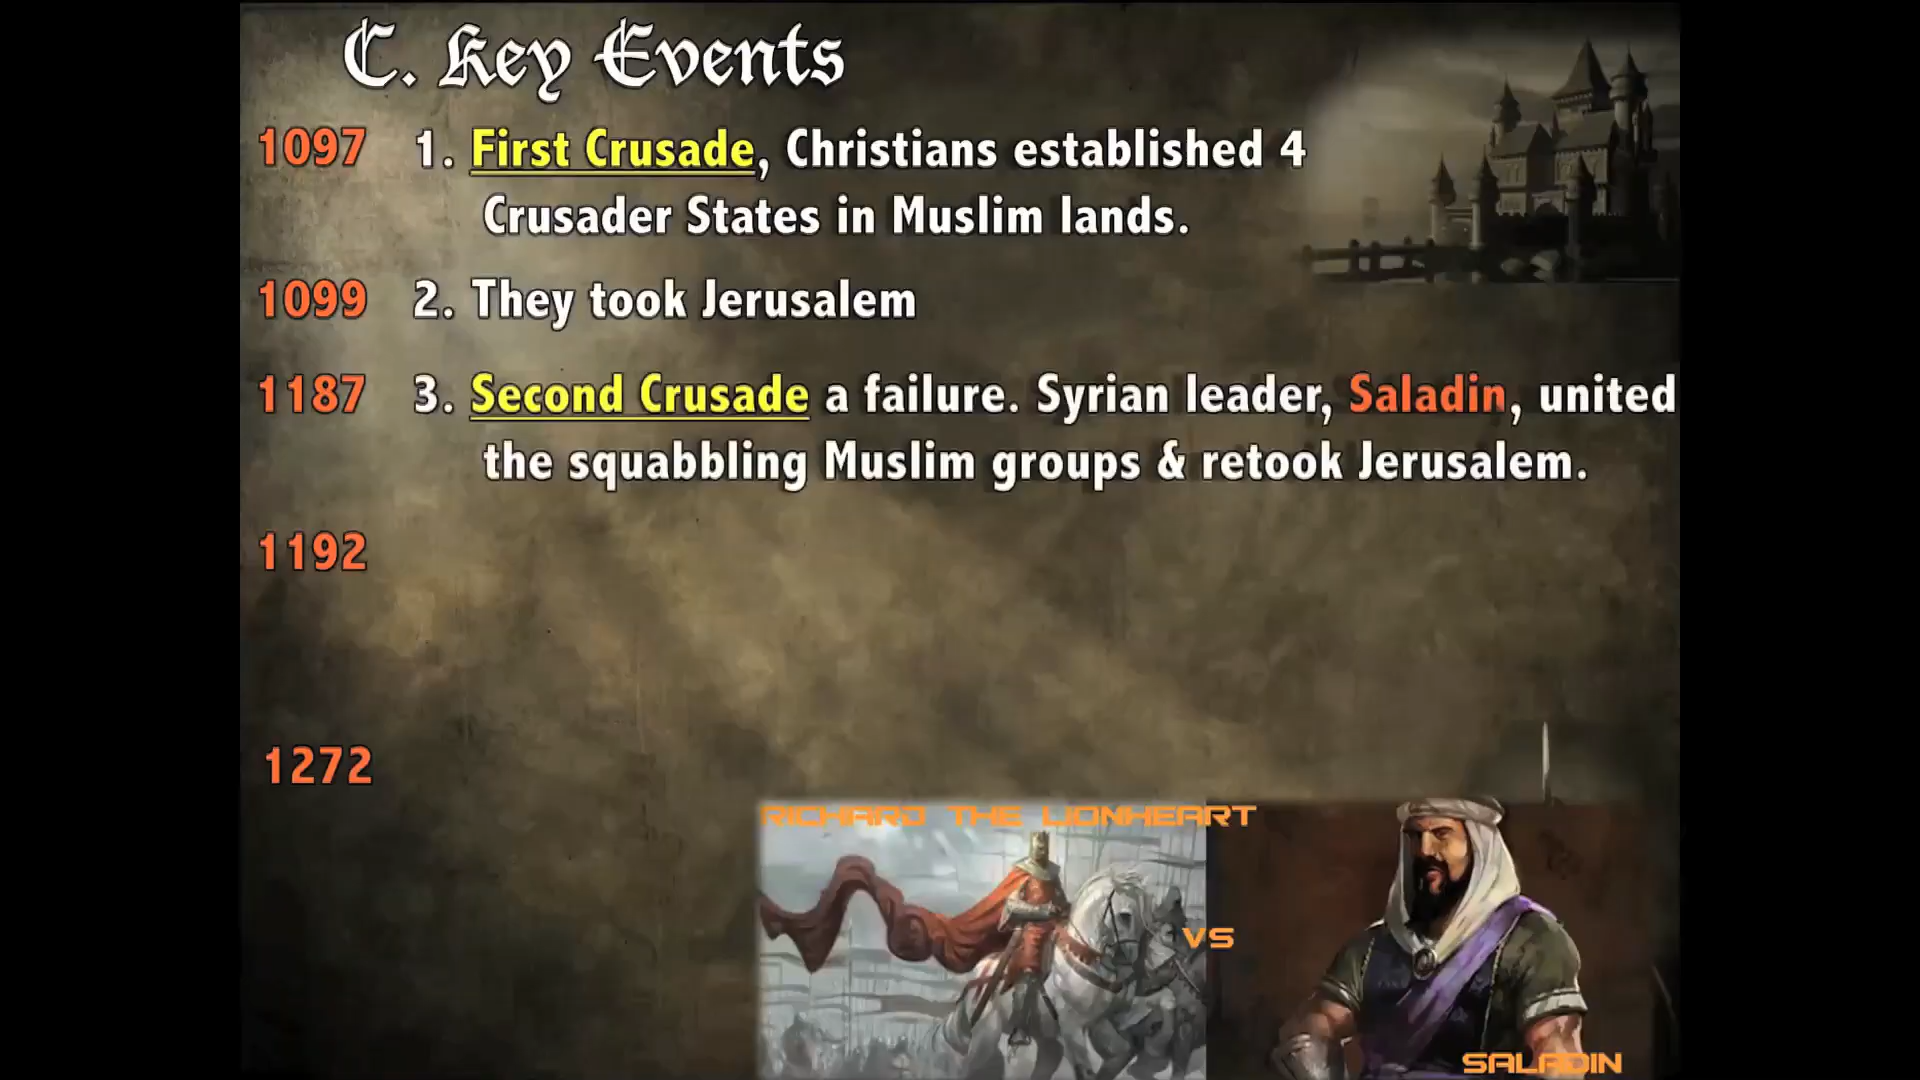 C. Key Events
1097 1. First Crusade, Christians established 4
Crusader States in Muslim lands.
1099 2. They took Jerusalem
1187 3. Second Crusade a failure. Syrian leader, Saladin, united
the squabbling Muslim groups & retook Jerusalem.
1192
1272
RICHARD THE LIONHEART
VS
SALADIN